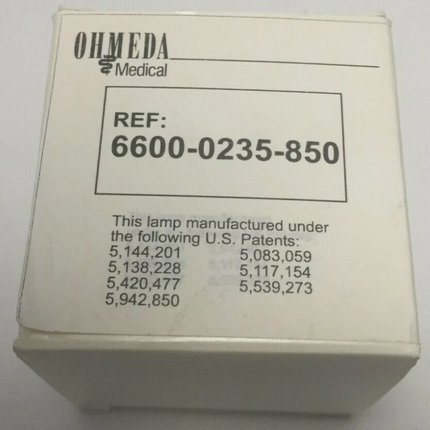 OHMEDA
Medical
REF:
6600-0235-850
This lamp manufactured under
the following U.S. Patents:
5,144,201 5,083,059
5,138,228 5,117,154
5,420,477 5,539,273
5,942,850